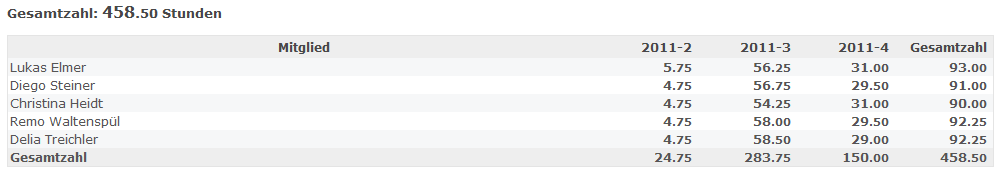 Gesamtzahl: 458.50 Stunden
Mitglied 2011-2 2011-3 2011-4 Gesamtzahl
Lukas Elmer 5.75 56.25 31.00 93.00
Diego Steiner 4.75 56.75 29.50 91.00
Christina Heidt 4.75 54.25 31.00 90.00
Remo Waltenspül 4.75 58.00 29.50 92.25
Delia Treichler 4.75 58.50 29.00 92.25
Gesamtzahl 24.75 283.75 150.00 458.50